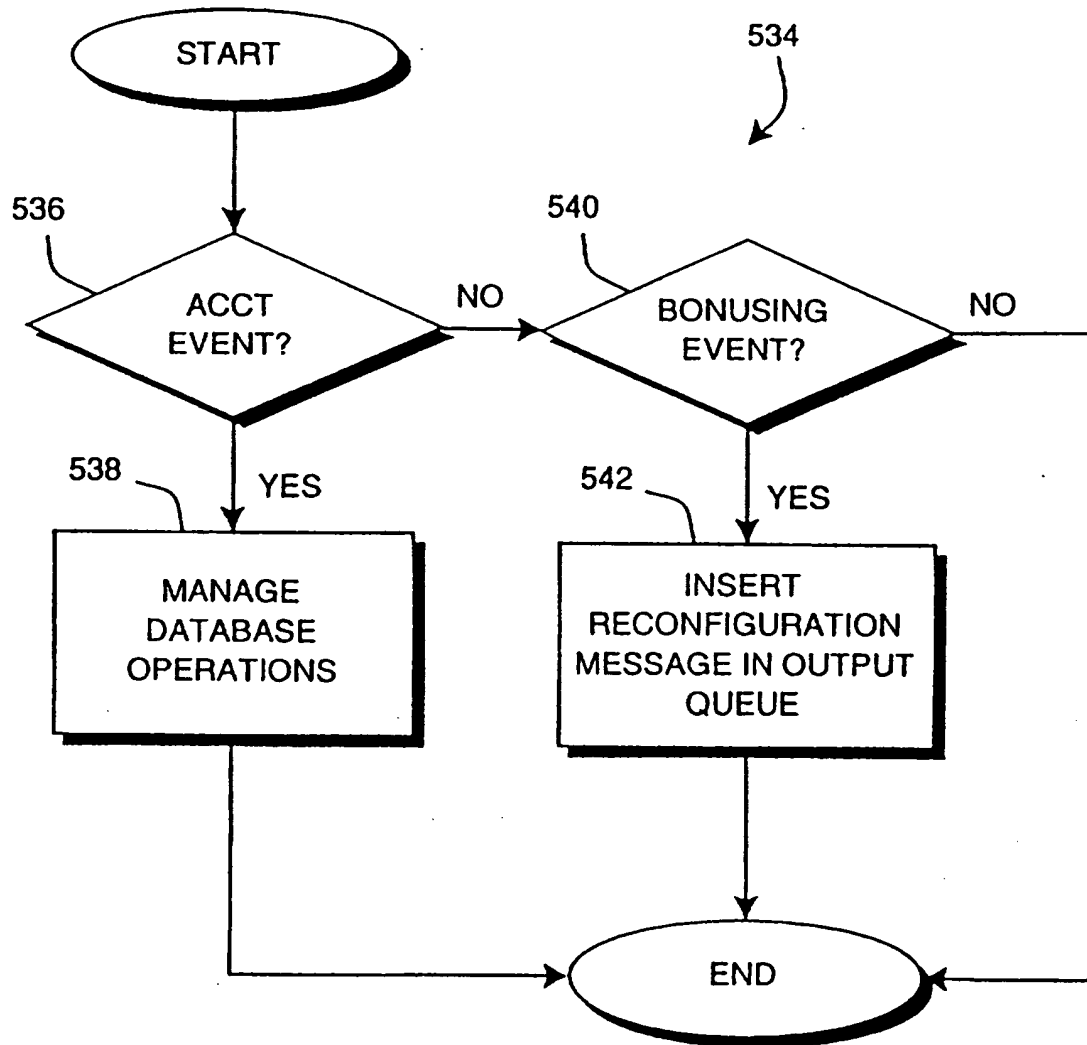 START
534
536
ACCT
EVENT?
NO
540
BONUSING
EVENT?
NO
538
YES
MANAGE
DATABASE
OPERATIONS
542
YES
INSERT
RECONFIGURATION
MESSAGE IN OUTPUT
QUEUE
END